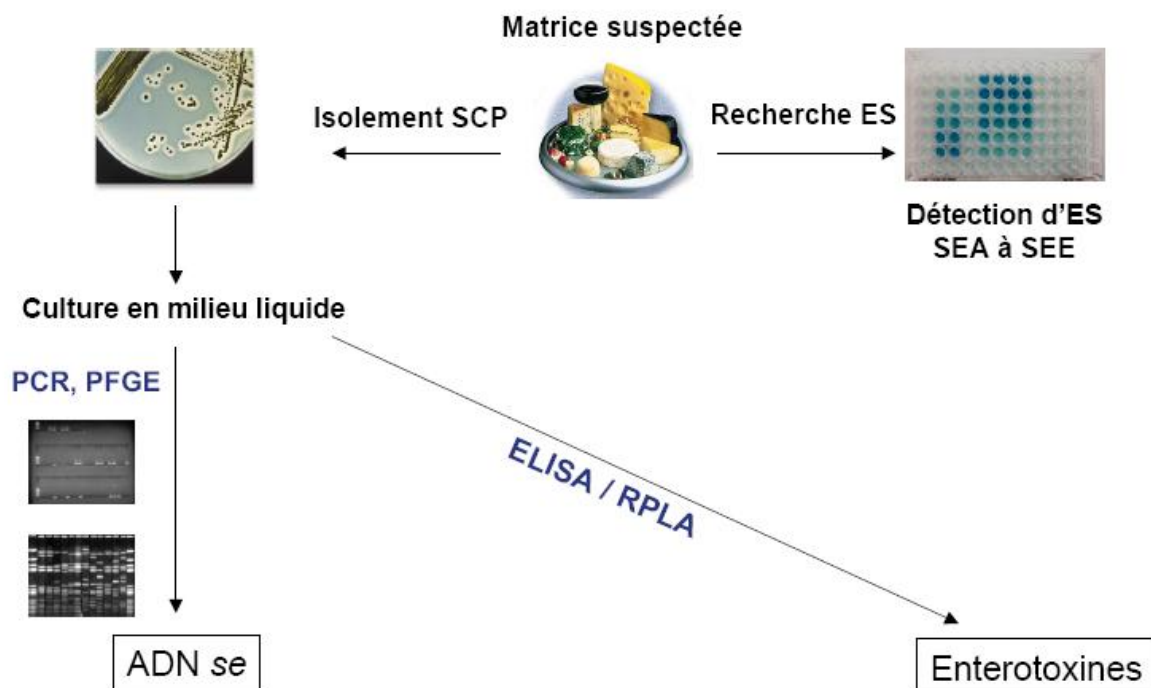 Matrice suspectée
Isolement SCP
Recherche ES
Détection d'ES
SEA à SEE
Culture en milieu liquide
PCR, PFGE
ELISA / RPLA
ADN se
Enterotoxines